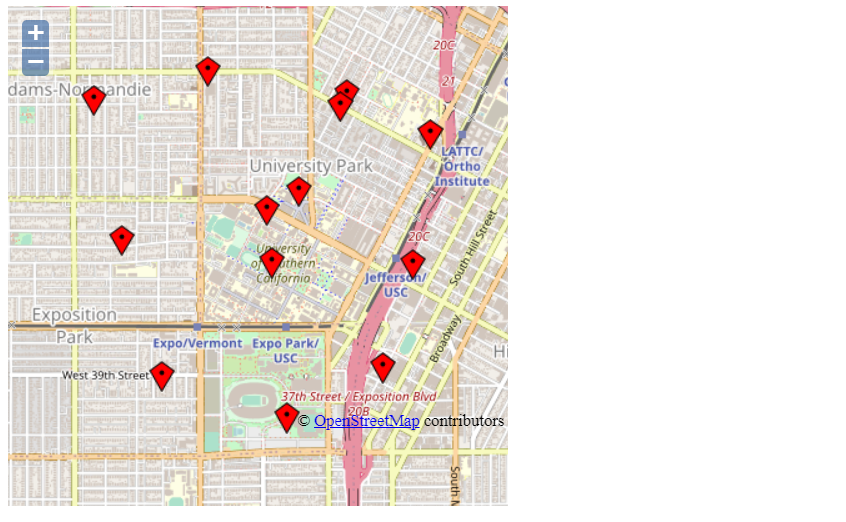 +
−
20C
21
dams-Normandie
LATTC/
Ortho
Institute
University Park
South Hill Street
20C
University
of Southern
California
Jefferson/
USC
Exposition
Park
Expo/Vermont
Expo Park/
USC
Broadway
Hi
West 39th Street
37th Street / Exposition Blvd
20B
© OpenStreetMap contributors